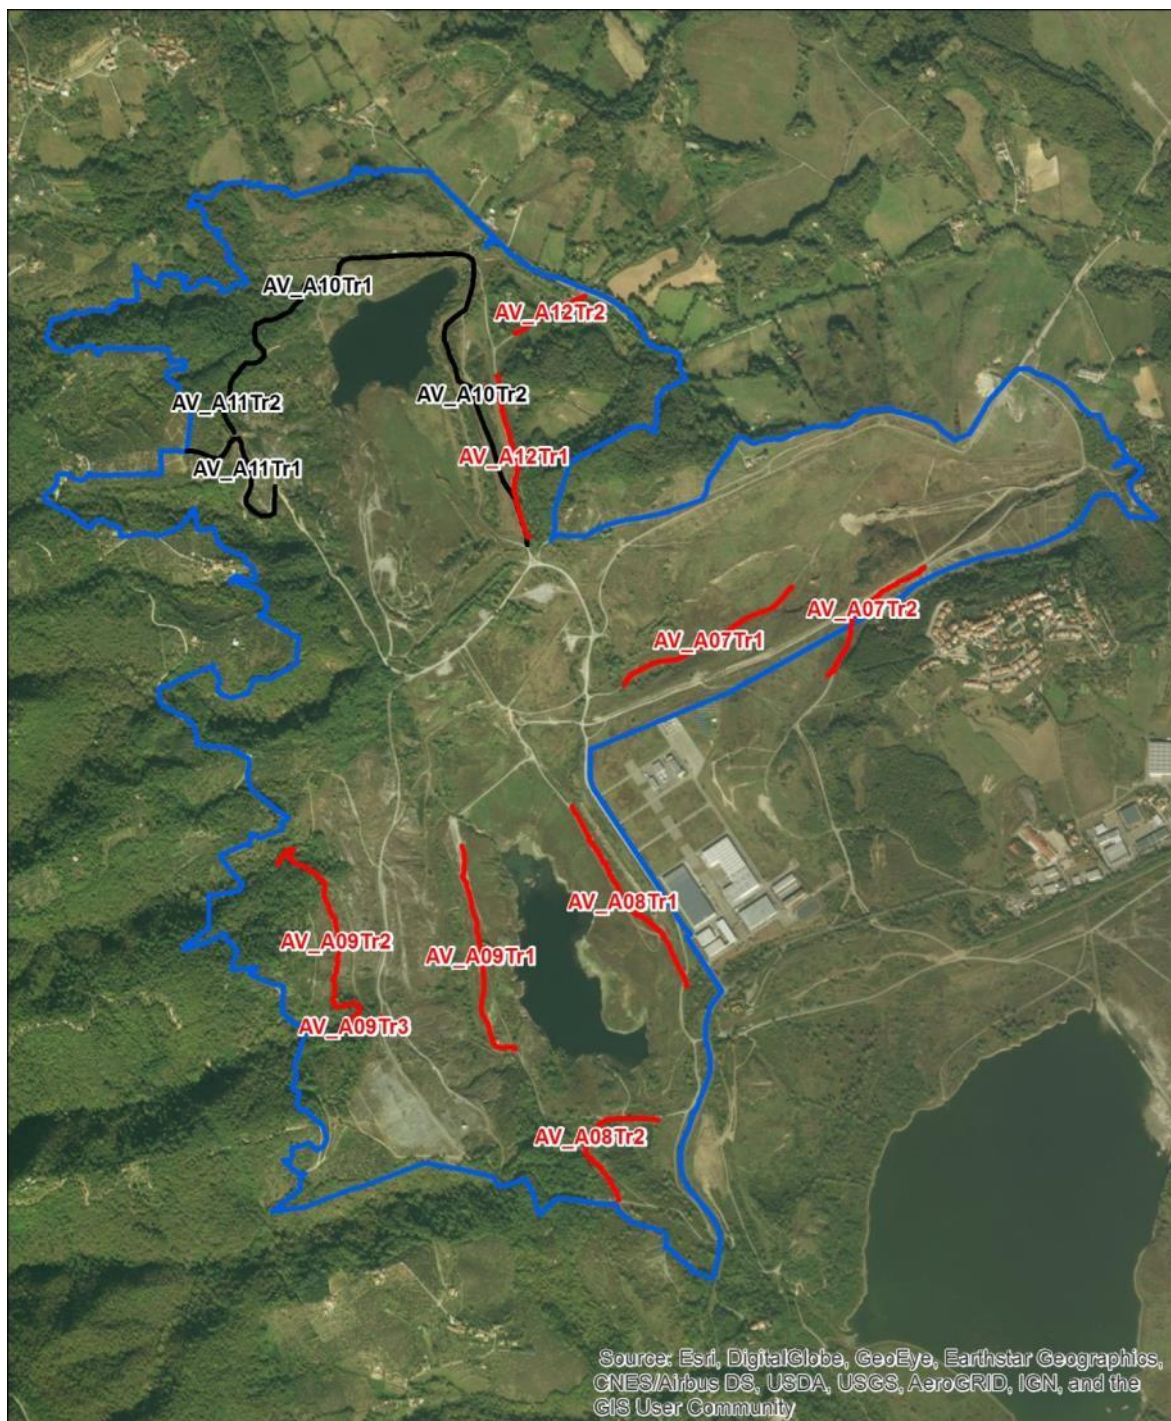 AV_A10Tr1
AV_A12Tr2
AV_A10Tr2
AV_A11Tr2
AV_A12Tr1
AV_A11Tr1
AV_A07Tr2
AV_A07Tr1
AV_A08Tr1
AV_A09Tr2
AV_A09Tr1
AV_A09Tr3
AV_A08Tr2
Source: Esri, DigitalGlobe, GeoEye, Earthstar Geographics,
CNES/Airbus DS, USDA, USGS, AeroGRID, IGN, and the
GIS User Community